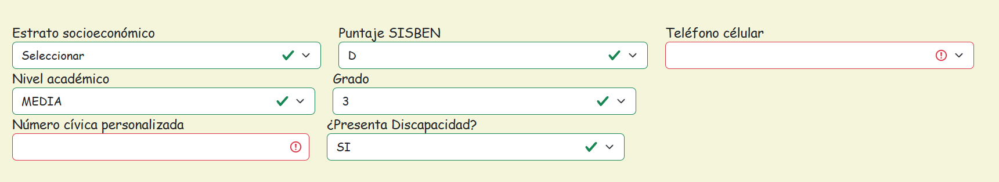 Estrato socioeconómico
Puntaje SISBEN
Teléfono célular
Seleccionar
D
Nivel académico
Grado
MEDIA
3
Número cívica personalizada
¿Presenta Discapacidad?
SI